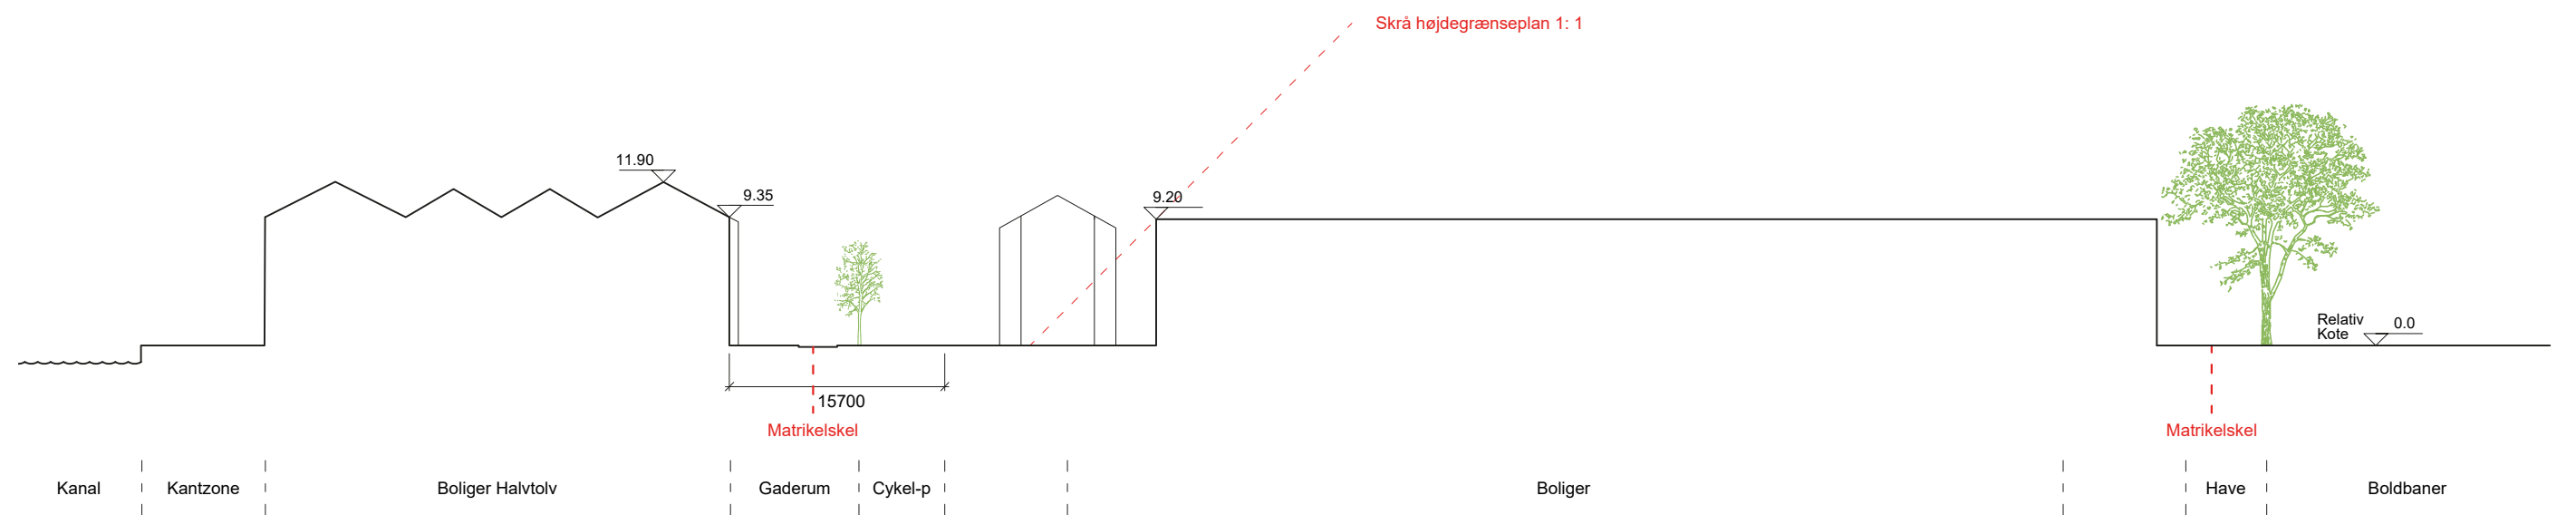 Skrå højdegrænseplan 1: 1
11.90
9.35
9.20
Relativ
Kote
0.0
15700
Matrikelskel
Matrikelskel
Kanal
Kantzone
Boliger Halvtolv
Gaderum
Cykel-p
Boliger
Have
Boldbaner